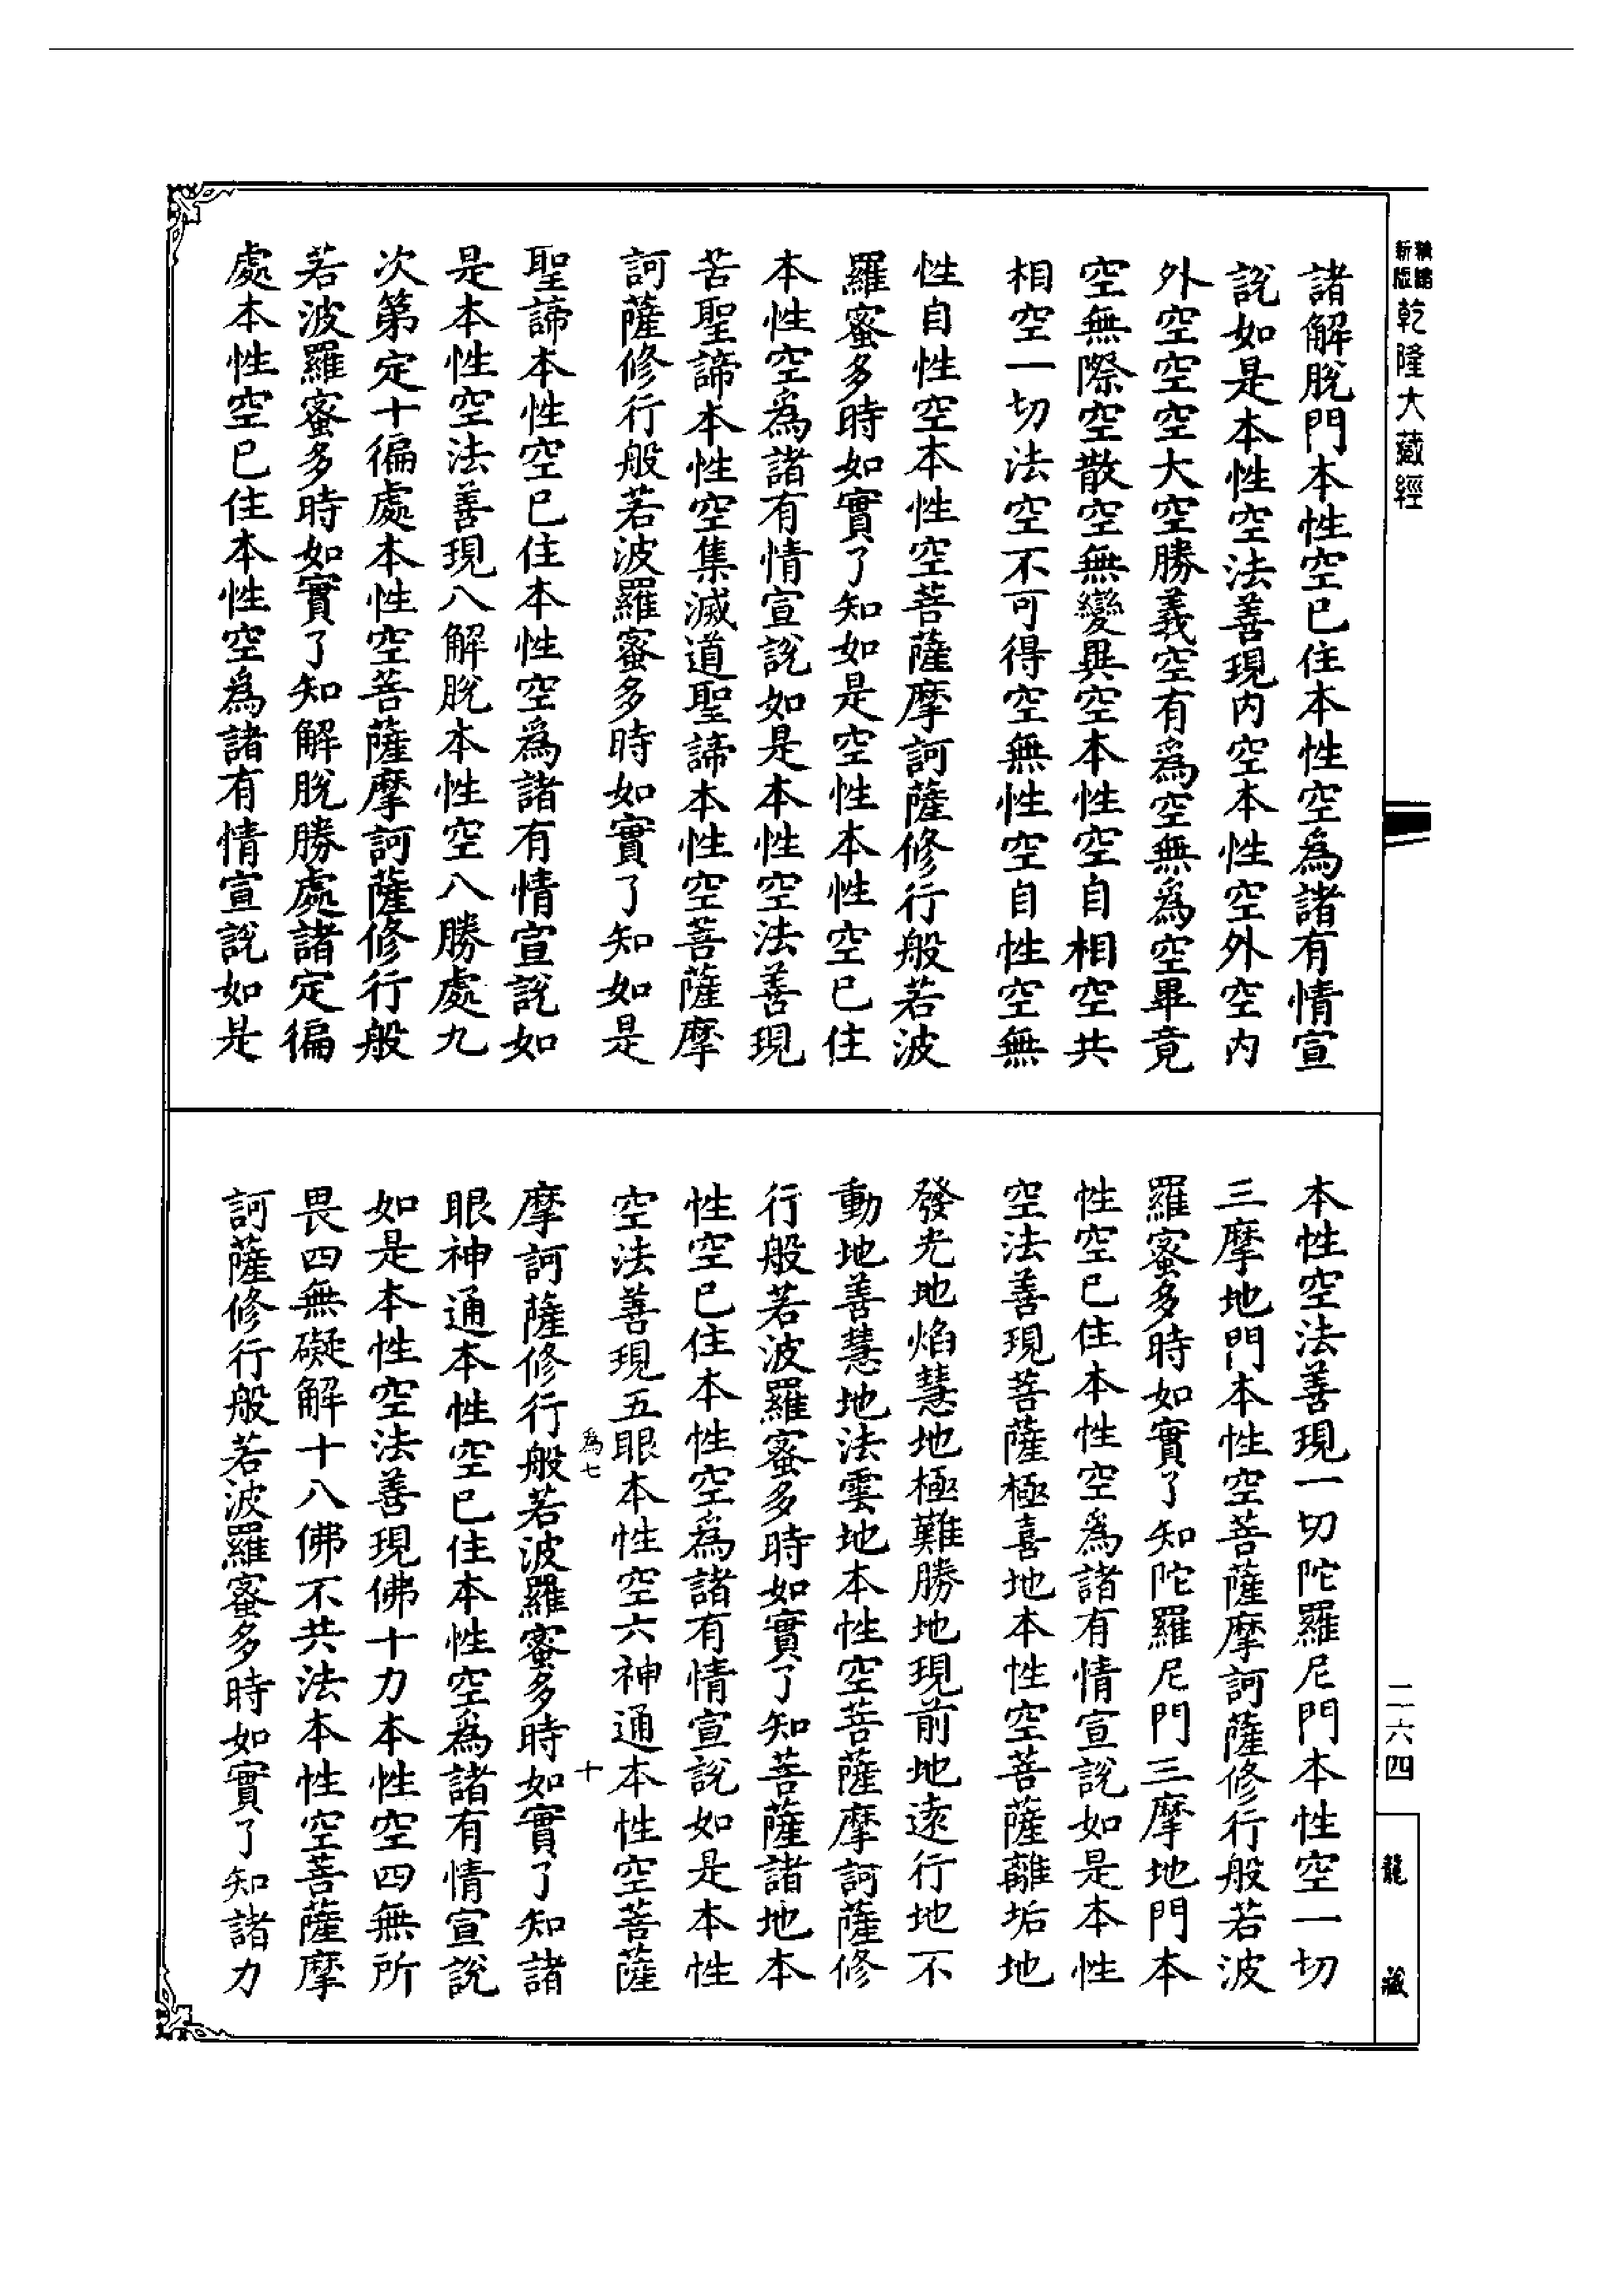 新版
乾隆大藏經
諸解脫門本性空已住本性空為諸有情宣
說如是本性空法善現內空本性空外空內
外空空空大空勝義空有為空無為空畢竟
空無際空散空無變異空本性空自相空共
相空一切法空不可得空無性空自性空無
性自性空本性空菩薩摩訶薩修行般若波
羅蜜多時如實了知如是空性本性空已住
本性空為諸有情宣說如是本性空法善現
苦聖諦本性空集滅道聖諦本性空菩薩摩
訶薩修行般若波羅蜜多時如實了知如是
聖諦本性空已住本性空為諸有情宣說如
是本性空法善現八解脫本性空八勝處九
次第定十徧處本性空菩薩摩訶薩修行般
若波羅蜜多時如實了知解脫勝處諸定徧
處本性空已住本性空為諸有情宣說如是
本性空法善現一切陀羅尼門本性空一切
三摩地門本性空菩薩摩訶薩修行般若波
羅蜜多時如實了知陀羅尼門三摩地門本
性空已住本性空為諸有情宣說如是本性
空法善現菩薩極喜地本性空菩薩離垢地
發光地焰慧地極難勝地現前地遠行地不
動地善慧地法雲地本性空菩薩摩訶薩修
行般若波羅蜜多時如實了知菩薩諸地本
性空已住本性空為諸有情宣說如是本性
空法善現五眼本性空六神通本性空菩薩
為七
十
摩訶薩修行般若波羅蜜多時如實了知諸
眼神通本性空已住本性空為諸有情宣說
如是本性空法善現佛十力本性空四無所
畏四無礙解十八佛不共法本性空菩薩摩
訶薩修行般若波羅蜜多時如實了知諸力
二六四
龍藏